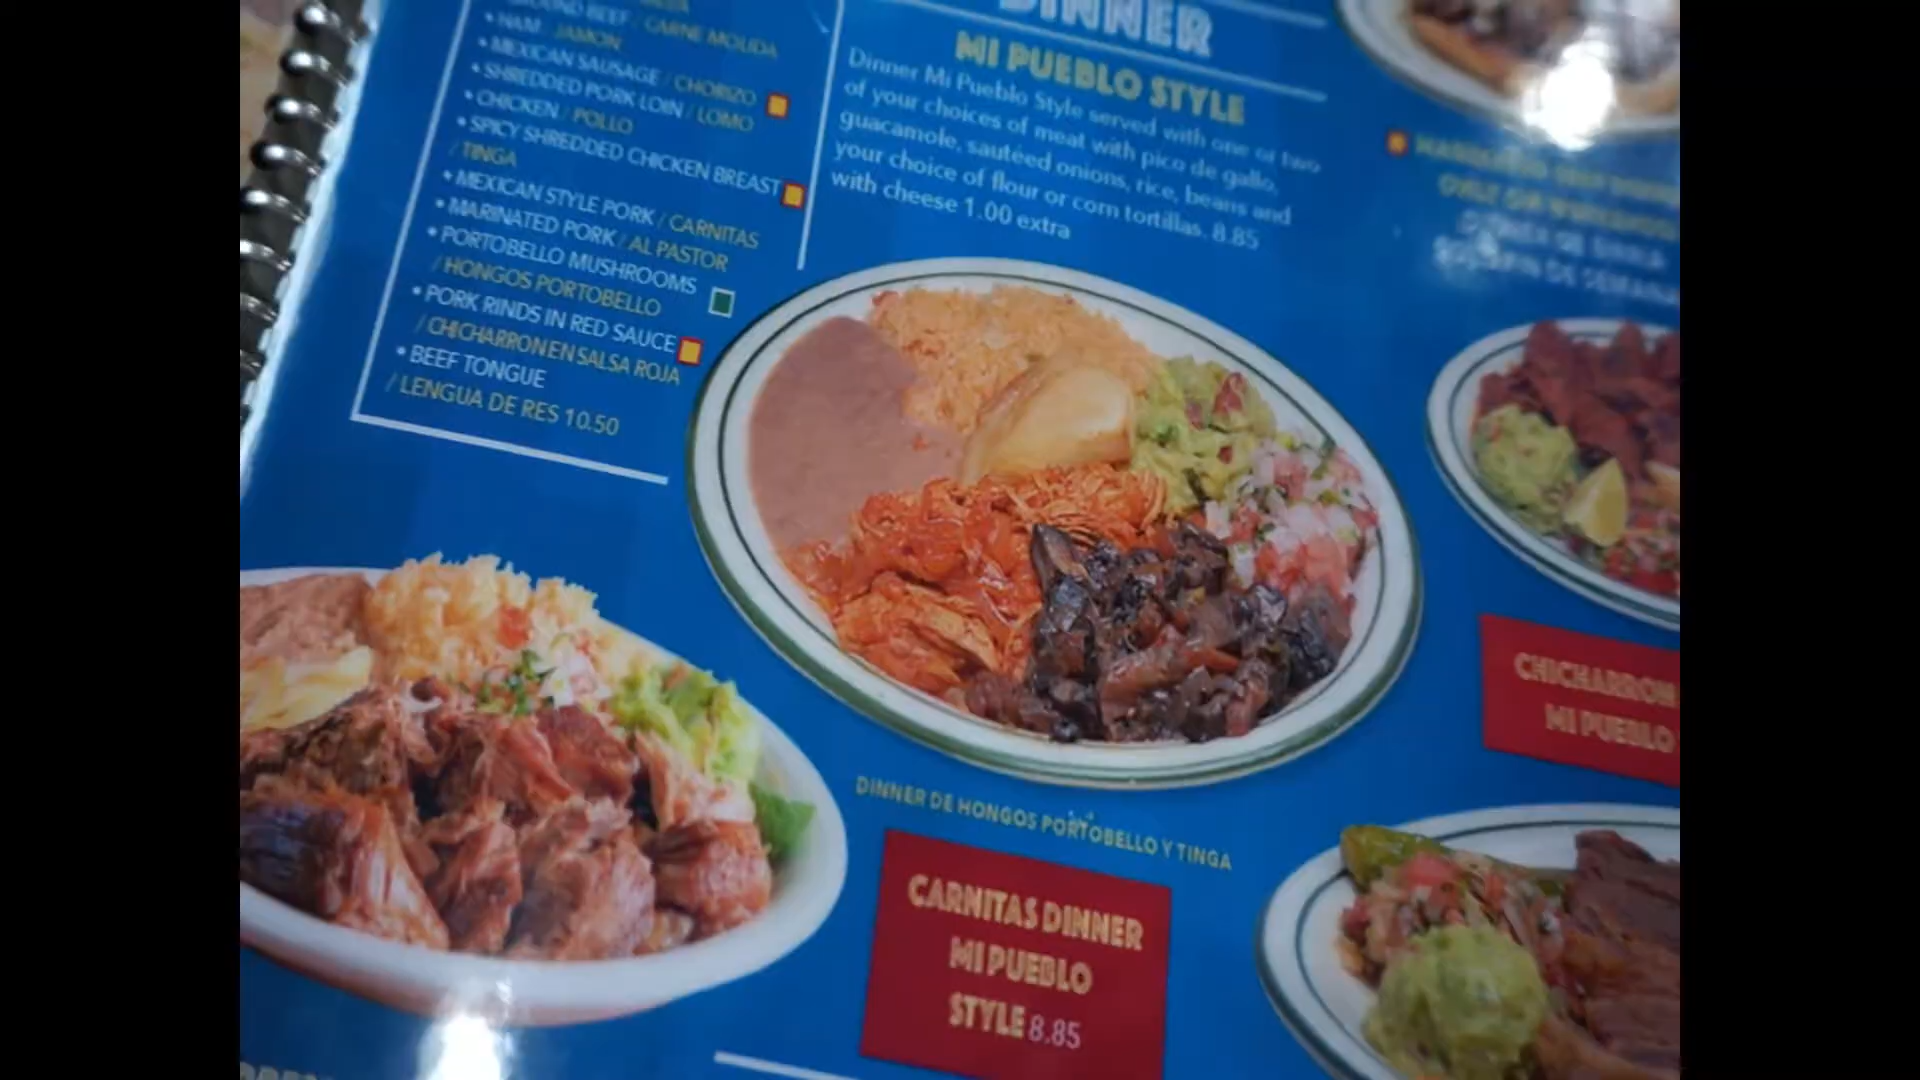 GROUND BEEF / CARNE MOLIDA
• HAM / JAMON
• MEXICAN SAUSAGE / CHORIZO
• SHREDDED PORK LOIN / LOMO
• CHICKEN / POLLO
• SPICY SHREDDED CHICKEN BREAST
/ TINGA
• MEXICAN STYLE PORK / CARNITAS
• MARINATED PORK / AL PASTOR
• PORTOBELLO MUSHROOMS
/ HONGOS PORTOBELLO
• PORK RINDS IN RED SAUCE
/ CHICHARRON EN SALSA ROJA
• BEEF TONGUE
/ LENGUA DE RES 10.50
DINNER
MI PUEBLO STYLE
Dinner Mi Pueblo Style served with one or two
of your choices of meat with pico de gallo,
guacamole, sautéed onions, rice, beans and
your choice of flour or corn tortillas. 8.85
with cheese 1.00 extra
DINNER DE HONGOS PORTOBELLO Y TINGA
CARNITAS DINNER
MI PUEBLO
STYLE 8.85
CHICHARRON
MI PUEBLO